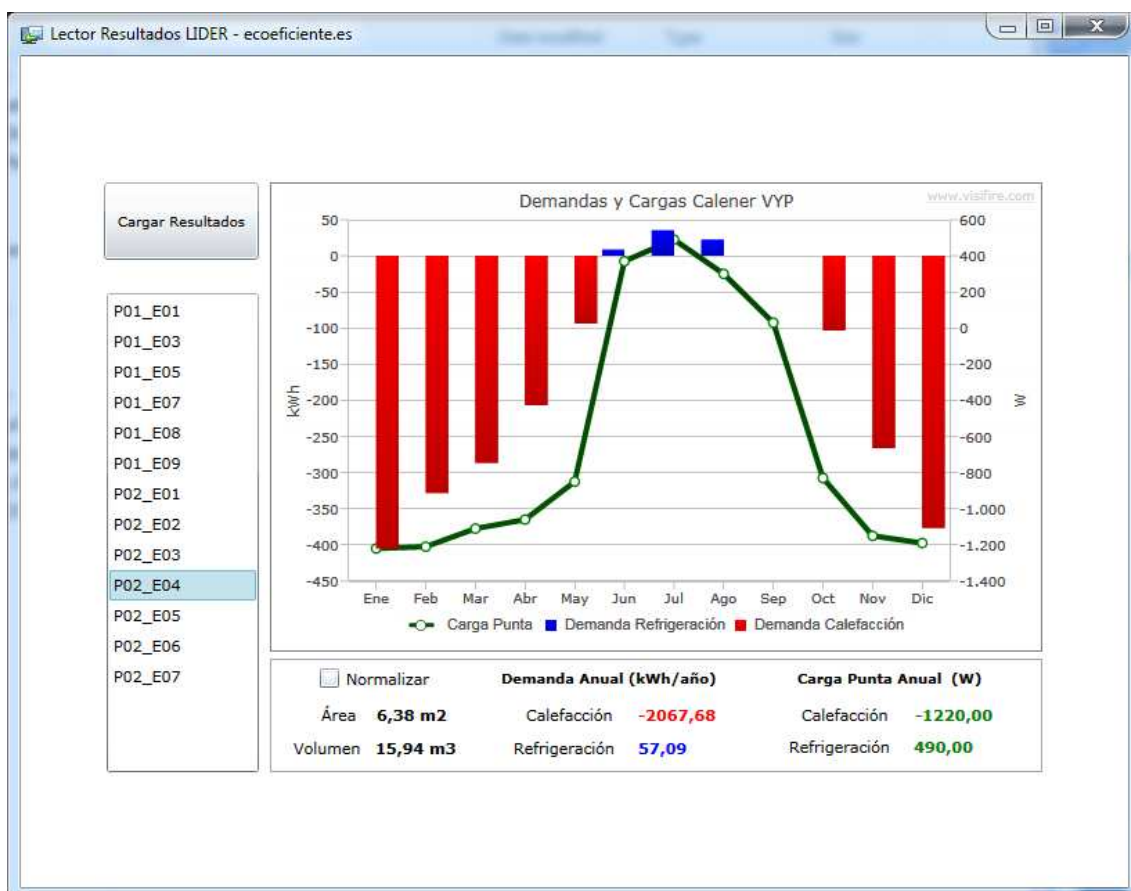 Lector Resultados LIDER - ecoeficiente.es
Cargar Resultados
P01_E01
P01_E03
P01_E05
P01_E07
P01_E08
P01_E09
P02_E01
P02_E02
P02_E03
P02_E04
P02_E05
P02_E06
P02_E07
Demandas y Cargas Calener VYP
www.visifire.com
kWh
50
0
-50
-100
-150
-200
-250
-300
-350
-400
-450
600
400
200
0
-200
-400
-600
-800
-1.000
-1.200
-1.400
W
Ene Feb Mar Abr May Jun Jul Ago Sep Oct Nov Dic
Carga Punta Demanda Refrigeración Demanda Calefacción
Normalizar Demanda Anual (kWh/año) Carga Punta Anual (W)
Área 6,38 m2 Calefacción -2067,68 Calefacción -1220,00
Volumen 15,94 m3 Refrigeración 57,09 Refrigeración 490,00